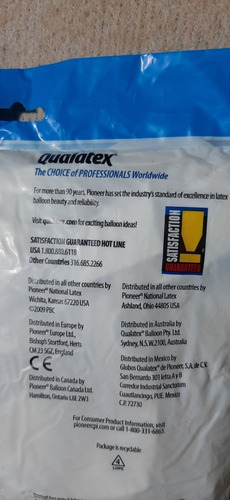 Qualatex
The CHOICE of PROFESSIONALS Worldwide
For more than 90 years, Pioneer has set the industry's standard of excellence in latex
balloon beauty and reliability.
Visit qualatex.com for exciting balloon ideas!
SATISFACTION GUARANTEED HOT LINE
USA 1.800.880.6118
Other Countries 316.685.2266
SATISFACTION
GUARANTEED
Distributed in all other countries by
Pioneer® National Latex
Wichita, Kansas 67220 USA
©2009 PBC
Distributed in all other countries by
Pioneer® National Latex
Ashland, Ohio 44805 USA
Distributed in Europe by
Pioneer® Europe Ltd.,
Bishop's Stortford, Herts
CM 23 5GZ, England
CE
Distributed in Australia by
Qualatex® Balloon Pty. Ltd.
Sydney, N.S.W. 2100, Australia
Distributed in Canada by
Pioneer® Balloon Canada Ltd.
Hamilton, Ontario L8E 2W3
Distributed in Mexico by
Globos Qualatex® de Pioneer, S.A. de C.V.
San Bernardo 301 letra A y B
Corredor Industrial Sanctorum
Cuautlancingo, PUE. Mexico
C.P. 72730
For Consumer Product Information, visit
pioneercpi.com or call 1-800-331-6865.
Package is recyclable
4
LDPE